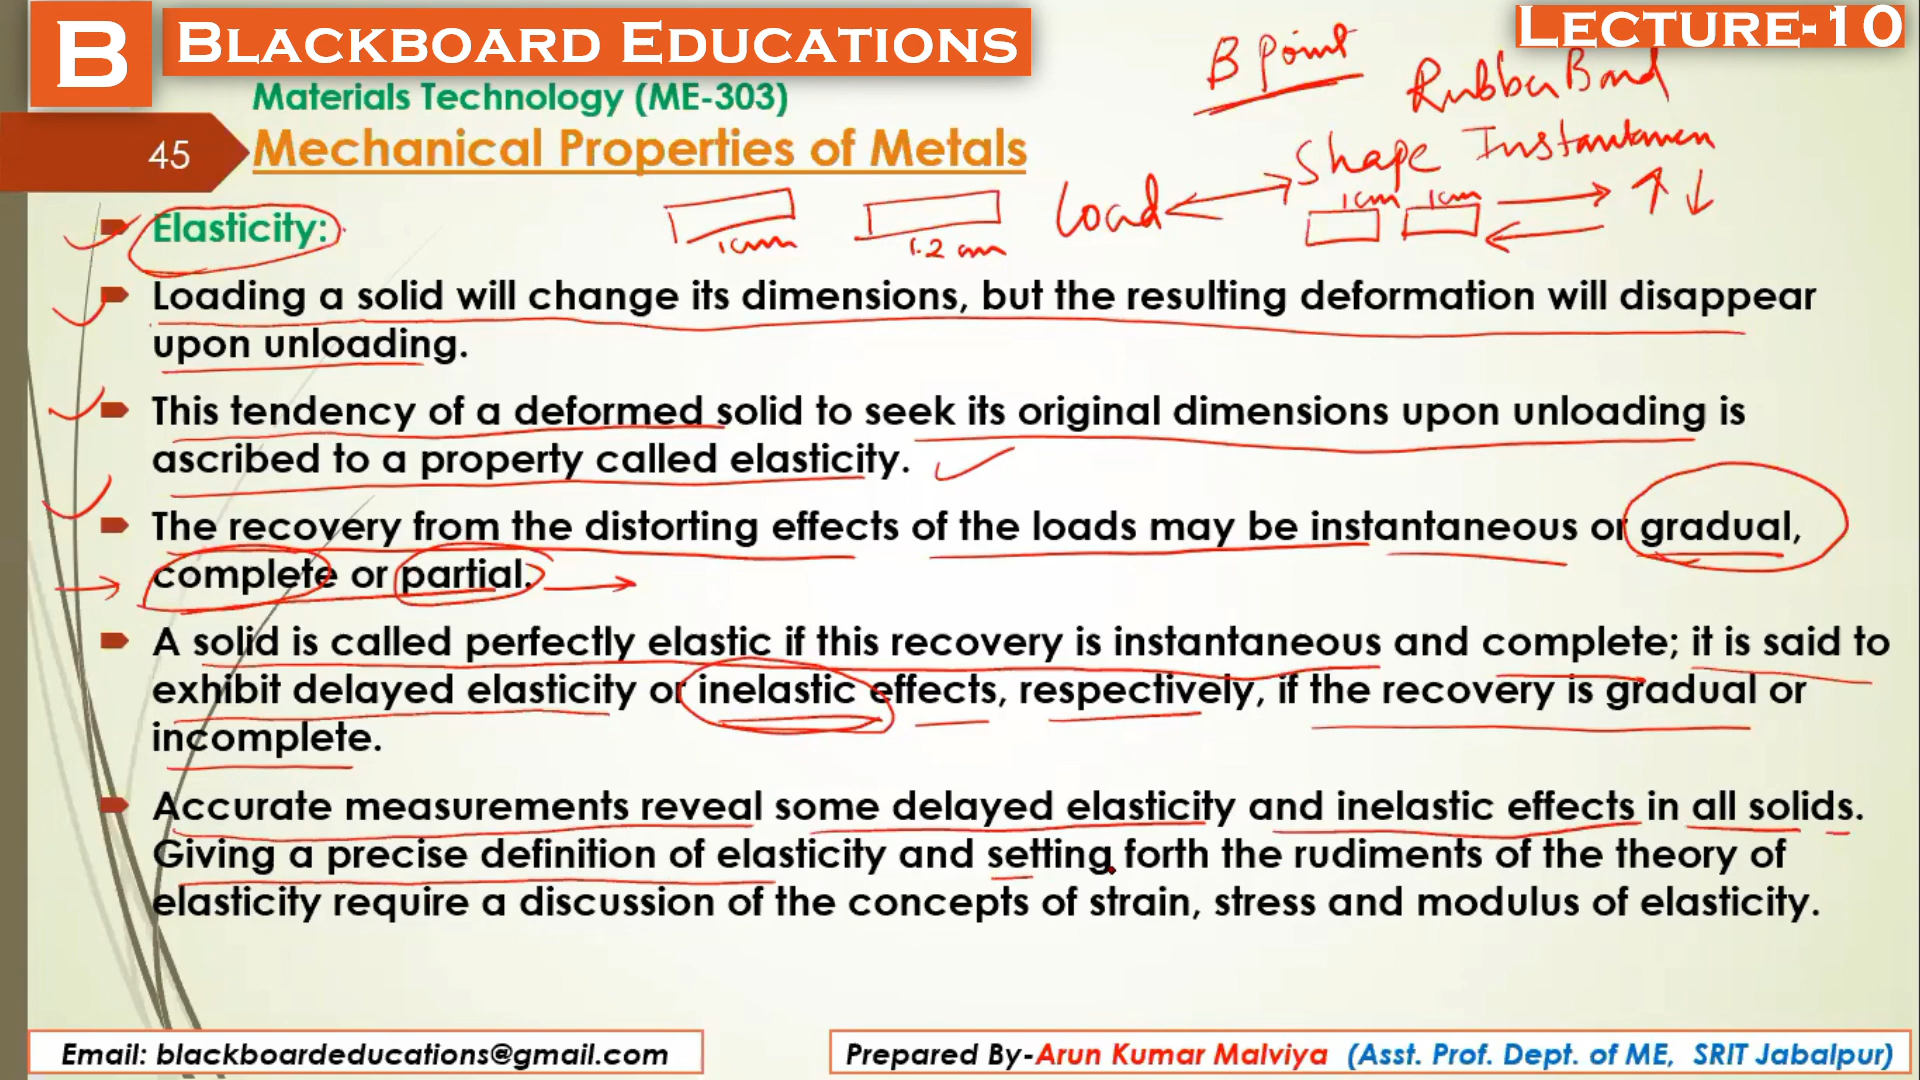 B BLACKBOARD EDUCATIONS
LECTURE-10
B Point
Rubber Band
Materials Technology (ME-303)
45
Mechanical Properties of Metals
Shape
Load
1cm 1cm
Elasticity:
1cm
1.2 cm
Loading a solid will change its dimensions, but the resulting deformation will disappear
upon unloading.
This tendency of a deformed solid to seek its original dimensions upon unloading is
ascribed to a property called elasticity.
The recovery from the distorting effects of the loads may be instantaneous or gradual,
complete or partial.
A solid is called perfectly elastic if this recovery is instantaneous and complete; it is said to
exhibit delayed elasticity or inelastic effects, respectively, if the recovery is gradual or
incomplete.
Accurate measurements reveal some delayed elasticity and inelastic effects in all solids.
Giving a precise definition of elasticity and setting forth the rudiments of the theory of
elasticity require a discussion of the concepts of strain, stress and modulus of elasticity.
Email: blackboardeducations@gmail.com
Prepared By-Arun Kumar Malviya (Asst. Prof. Dept. of ME, SRIT Jabalpur)